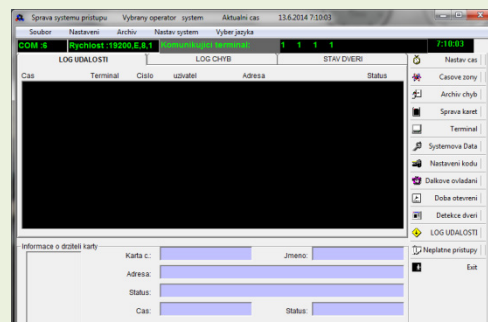 Sprava systemu pristupu Vybrany operator system Aktualni cas 13.6.2014 7:10:03
Soubor Nastaveni Archiv Nastav system Vyber jazyka
COM :6 Rychlost :19200,E,8,1 Komunikujici terminal: 1 1 1 1 7:10:03
LOG UDALOSTI LOG CHYB STAV DVERI
Cas Terminal Cislo uzivatel Adresa Status
Nastav cas
Casove zony
Archiv chyb
Sprava karet
Terminal
Systemova Data
Nastaveni kodu
Dalkove ovladani
Doba otevreni
Detekce dveri
LOG UDALOSTI
Neplatne pristupy
Exit
Informace o drziteli karty
Karta c.: Jmeno:
Adresa:
Status:
Cas: Status: